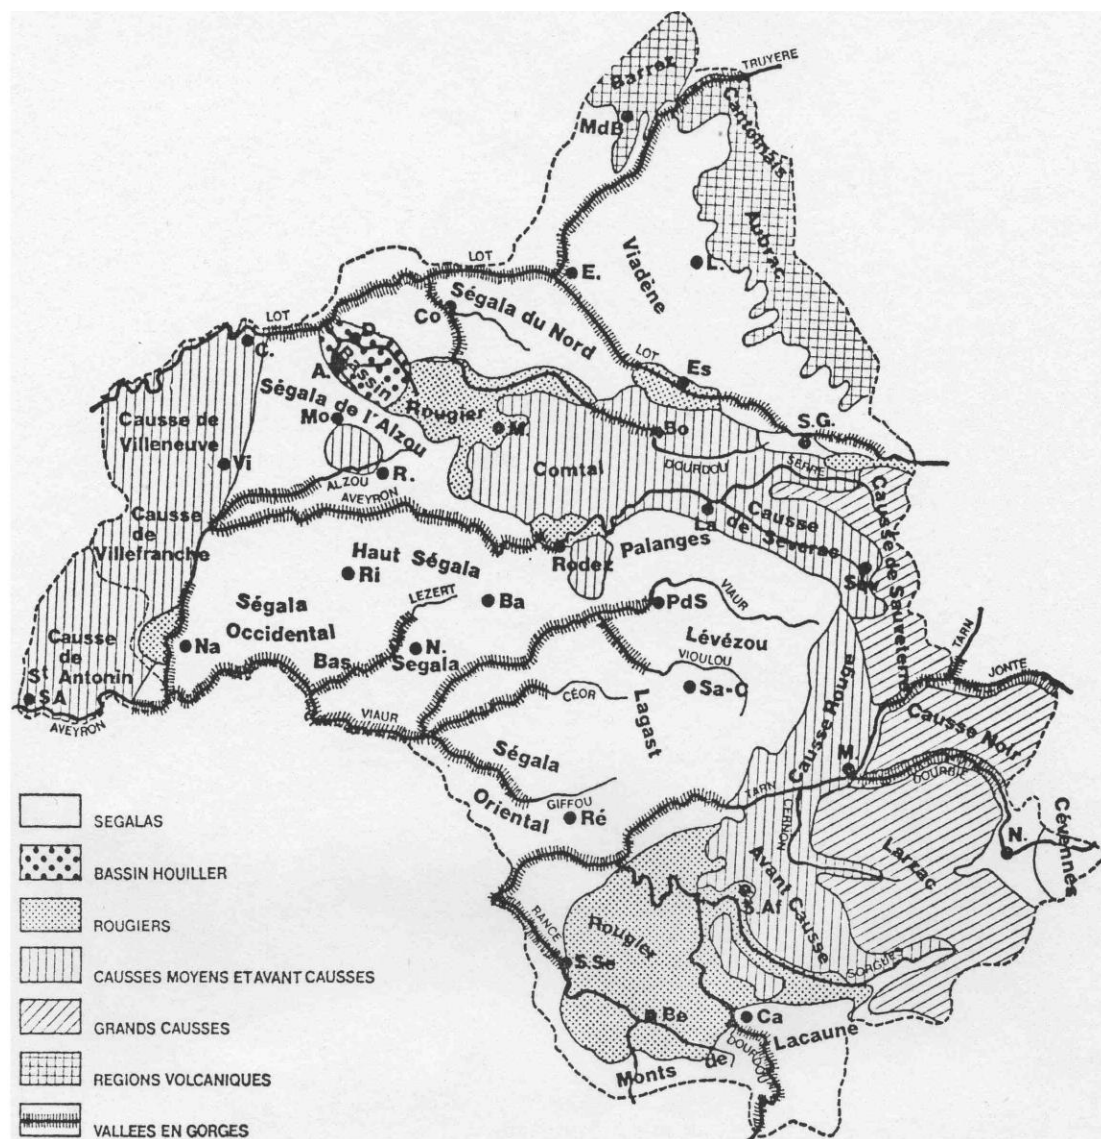 TRUYERE
Barrez
MdB
Cantoinais
Aubrac
Viadène
L.
E.
LOT
Ségala du Nord
Co
LOT
C.
D.
Bassin
A.
LOT
Es
Causse de
Villeneuve
Vi
Ségala de l'Alzou
Mo
Rougier
M.
Bo
S.G.
Comtal
DOURDOU
SERRE
ALZOU
R.
AVEYRON
La
Causse
de
Séverac
Causse de Sauveterre
Causse
de
Villefranche
Haut Ségala
Rodez
Palanges
Ri
LEZERT
Ba
PdS
VIAUR
Ségala
Occidental
Lévézou
Na
N.
Bas
Segala
VIOULOU
Causse
de
St Antonin
SA
AVEYRON
VIAUR
CÉOR
Lagast
Sa-C
Causse Rouge
TARN
JONTE
Causse Noir
M.
DOURBIE
Ségala
Oriental
GIFFOU
Ré
TARN
CERNON
Larzac
N.
Cévennes
Avant Causse
S.Af
RANCE
Rougier
S.Se
SORGUE
Be
Ca
DOURDOU
Monts de Lacaune
SEGALAS
BASSIN HOUILLER
ROUGIERS
CAUSSES MOYENS ET AVANT CAUSSES
GRANDS CAUSSES
REGIONS VOLCANIQUES
VALLEES EN GORGES